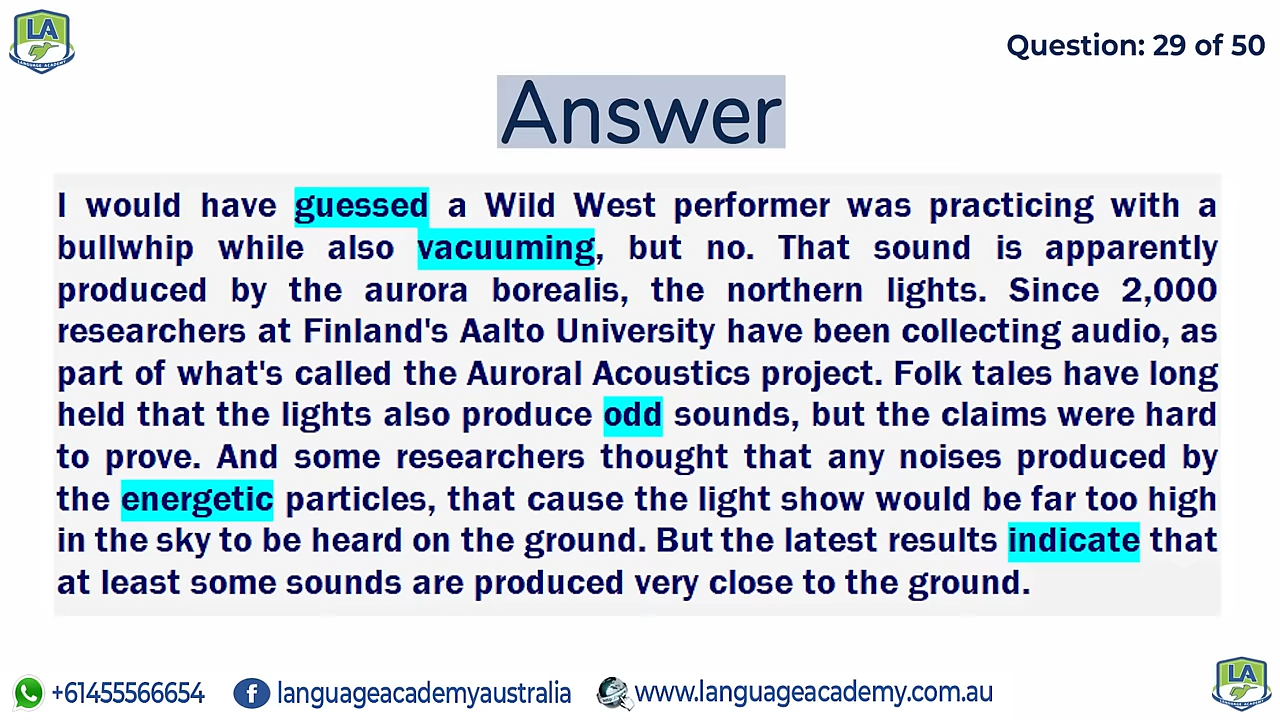 LA
LANGUAGE ACADEMY
Question: 29 of 50
Answer
I would have guessed a Wild West performer was practicing with a
bullwhip while also vacuuming, but no. That sound is apparently
produced by the aurora borealis, the northern lights. Since 2,000
researchers at Finland's Aalto University have been collecting audio, as
part of what's called the Auroral Acoustics project. Folk tales have long
held that the lights also produce odd sounds, but the claims were hard
to prove. And some researchers thought that any noises produced by
the energetic particles, that cause the light show would be far too high
in the sky to be heard on the ground. But the latest results indicate that
at least some sounds are produced very close to the ground.
+61455566654 languageacademyaustralia www.languageacademy.com.au
LA
LANGUAGE ACADEMY